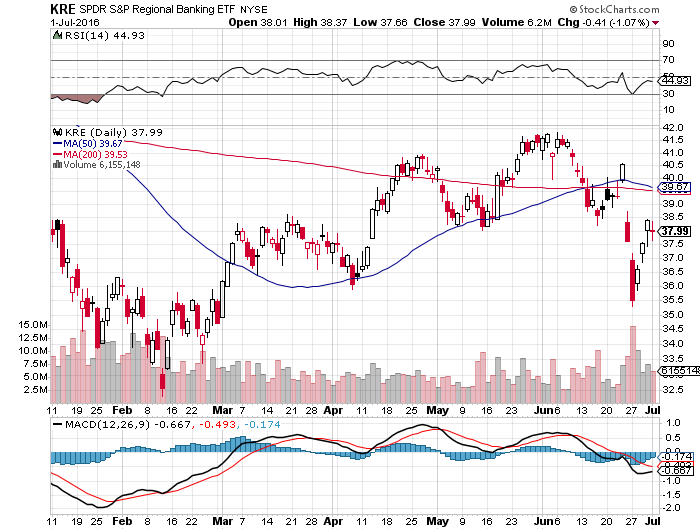 KRE SPDR S&P Regional Banking ETF NYSE © StockCharts.com
1-Jul-2016 Open 38.01 High 38.37 Low 37.66 Close 37.99 Volume 6.2M Chg -0.41 (-1.07%)
RSI(14) 44.93
90
70
50
44.93
30
10
KRE (Daily) 37.99
MA(50) 39.67
MA(200) 39.53
Volume 6,155,148
42.0
41.5
41.0
40.5
40.0
39.67
39.0
38.5
37.99
37.5
37.0
36.5
36.0
35.5
35.0
34.5
34.0
33.5
33.0
32.5
15.0M
12.5M
10.0M
7.5M
5.0M
2.5M
6155148
11 19 25 Feb 8 16 22 Mar 7 14 21 28 Apr 11 18 25 May 9 16 23 Jun 6 13 20 27 Jul
MACD(12,26,9) -0.667, -0.493, -0.174
1.0
0.5
0.0
-0.174
-0.493
-0.667
-1.0
-1.5
11 19 25 Feb 8 16 22 Mar 7 14 21 28 Apr 11 18 25 May 9 16 23 Jun 6 13 20 27 Jul